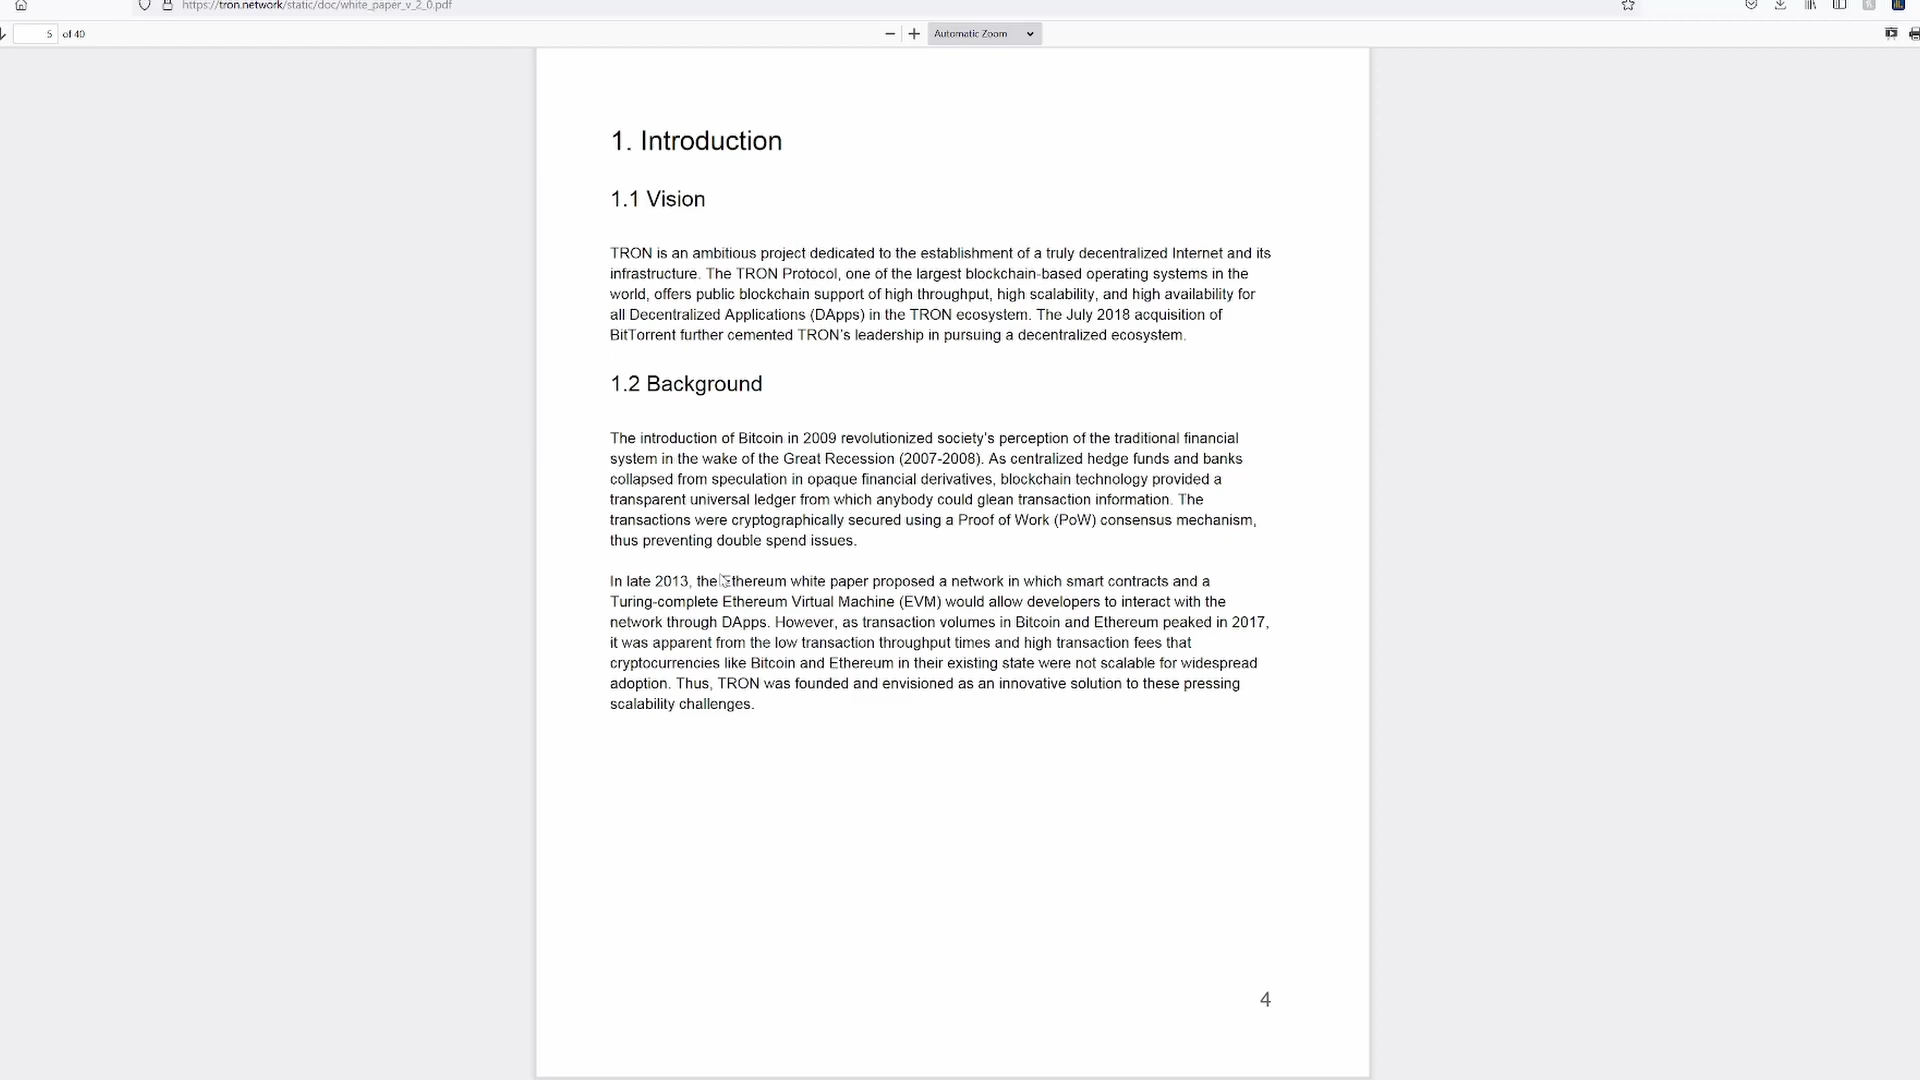 https://tron.network/static/doc/white_paper_v_2_0.pdf
5 of 40
Automatic Zoom
1. Introduction
1.1 Vision
TRON is an ambitious project dedicated to the establishment of a truly decentralized Internet and its
infrastructure. The TRON Protocol, one of the largest blockchain-based operating systems in the
world, offers public blockchain support of high throughput, high scalability, and high availability for
all Decentralized Applications (DApps) in the TRON ecosystem. The July 2018 acquisition of
BitTorrent further cemented TRON's leadership in pursuing a decentralized ecosystem.
1.2 Background
The introduction of Bitcoin in 2009 revolutionized society's perception of the traditional financial
system in the wake of the Great Recession (2007-2008). As centralized hedge funds and banks
collapsed from speculation in opaque financial derivatives, blockchain technology provided a
transparent universal ledger from which anybody could glean transaction information. The
transactions were cryptographically secured using a Proof of Work (PoW) consensus mechanism,
thus preventing double spend issues.
In late 2013, the Ethereum white paper proposed a network in which smart contracts and a
Turing-complete Ethereum Virtual Machine (EVM) would allow developers to interact with the
network through DApps. However, as transaction volumes in Bitcoin and Ethereum peaked in 2017,
it was apparent from the low transaction throughput times and high transaction fees that
cryptocurrencies like Bitcoin and Ethereum in their existing state were not scalable for widespread
adoption. Thus, TRON was founded and envisioned as an innovative solution to these pressing
scalability challenges.
4